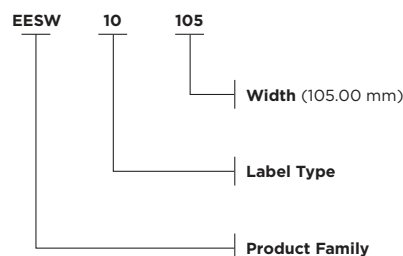 EESW 10 105
Width (105.00 mm)
Label Type
Product Family